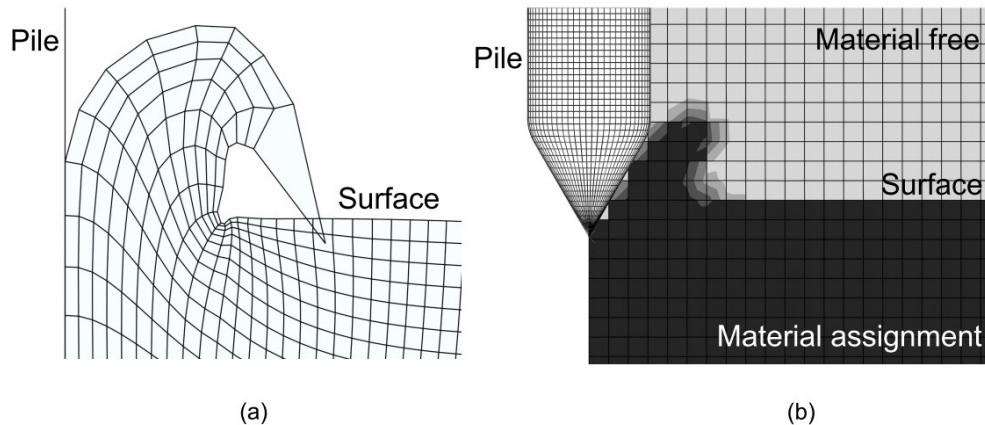 Pile
Surface
(a)
Pile
Material free
Surface
Material assignment
(b)